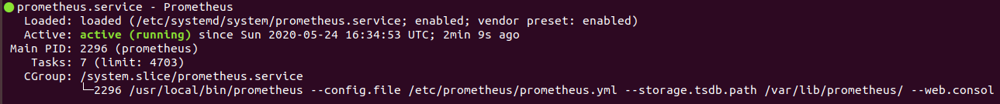 ●prometheus.service - Prometheus
Loaded: loaded (/etc/systemd/system/prometheus.service; enabled; vendor preset: enabled)
Active: active (running) since Sun 2020-05-24 16:34:53 UTC; 2min 9s ago
Main PID: 2296 (prometheus)
Tasks: 7 (limit: 4703)
CGroup: /system.slice/prometheus.service
└─2296 /usr/local/bin/prometheus --config.file /etc/prometheus/prometheus.yml --storage.tsdb.path /var/lib/prometheus/ --web.consol